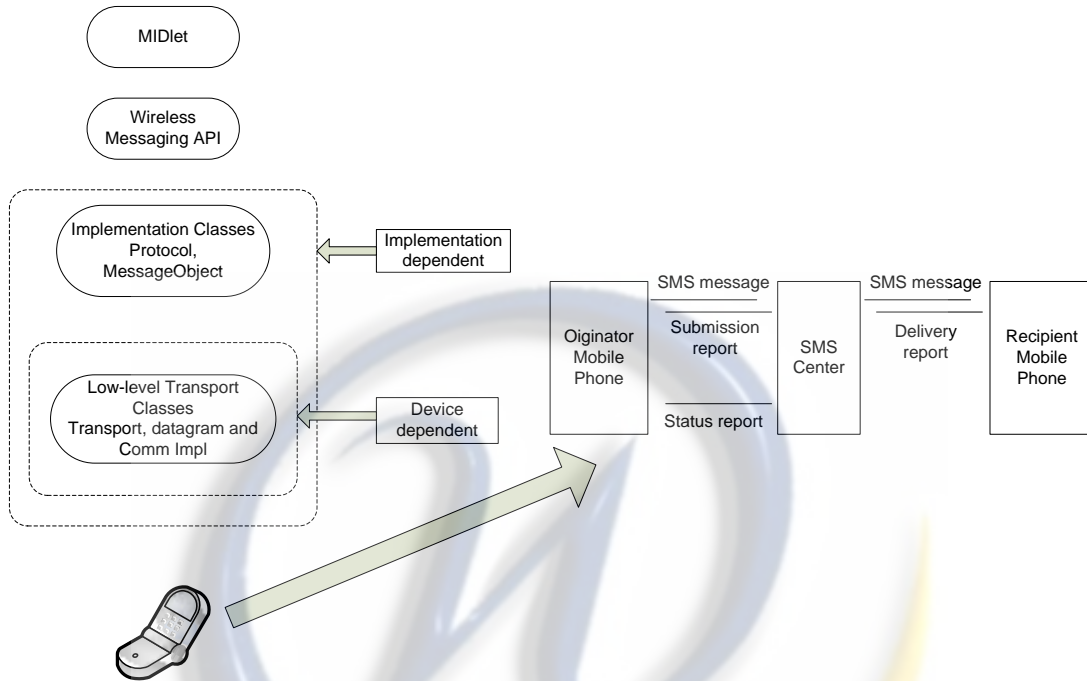 MIDlet
Wireless
Messaging API
Implementation Classes
Protocol,
MessageObject
Implementation
dependent
Low-level Transport
Classes
Transport, datagram and
Comm Impl
Device
dependent
Oiginator
Mobile
Phone
SMS message
Submission
report
Status report
SMS
Center
SMS message
Delivery
report
Recipient
Mobile
Phone